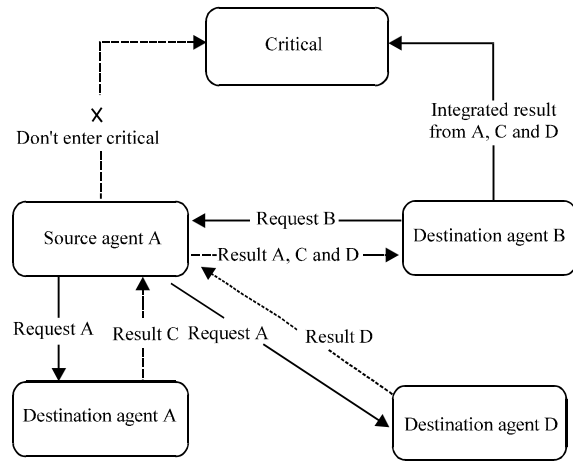 Critical
X
Don't enter critical
Integrated result
from A, C and D
Source agent A
Request B
Result A, C and D
Destination agent B
Request A
Result C
Request A
Result D
Destination agent A
Destination agent D